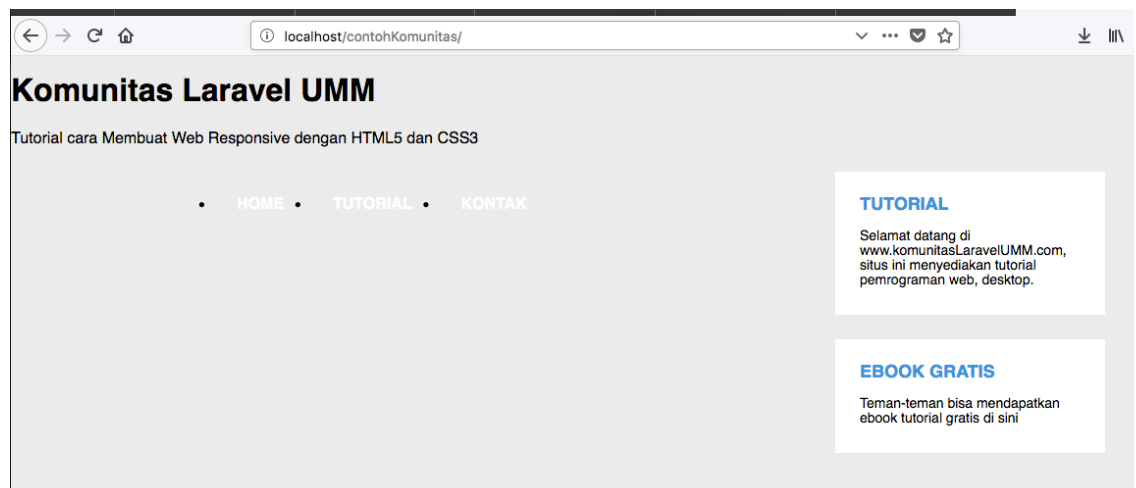 localhost/contohKomunitas/
Komunitas Laravel UMM
Tutorial cara Membuat Web Responsive dengan HTML5 dan CSS3
• HOME • TUTORIAL • KONTAK
TUTORIAL
Selamat datang di
www.komunitasLaravelUMM.com,
situs ini menyediakan tutorial
pemrograman web, desktop.
EBOOK GRATIS
Teman-teman bisa mendapatkan
ebook tutorial gratis di sini